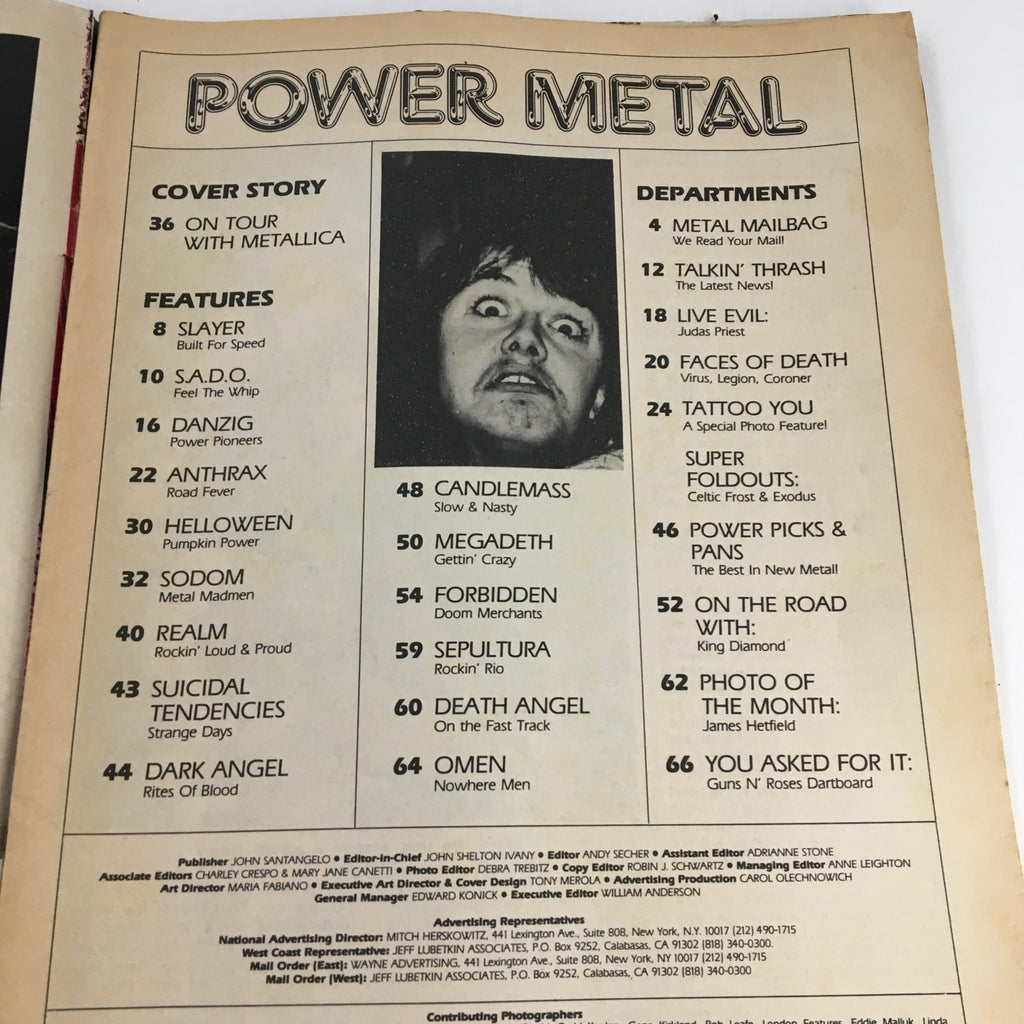 POWER METAL
COVER STORY
36 ON TOUR
WITH METALLICA
FEATURES
8 SLAYER
Built For Speed
10 S.A.D.O.
Feel The Whip
16 DANZIG
Power Pioneers
22 ANTHRAX
Road Fever
30 HELLOWEEN
Pumpkin Power
32 SODOM
Metal Madmen
40 REALM
Rockin' Loud & Proud
43 SUICIDAL
TENDENCIES
Strange Days
44 DARK ANGEL
Rites Of Blood
48 CANDLEMASS
Slow & Nasty
50 MEGADETH
Gettin' Crazy
54 FORBIDDEN
Doom Merchants
59 SEPULTURA
Rockin' Rio
60 DEATH ANGEL
On the Fast Track
64 OMEN
Nowhere Men
DEPARTMENTS
4 METAL MAILBAG
We Read Your Mail!
12 TALKIN' THRASH
The Latest News!
18 LIVE EVIL:
Judas Priest
20 FACES OF DEATH
Virus, Legion, Coroner
24 TATTOO YOU
A Special Photo Feature!
SUPER
FOLDOUTS:
Celtic Frost & Exodus
46 POWER PICKS &
PANS
The Best In New Metal!
52 ON THE ROAD
WITH:
King Diamond
62 PHOTO OF
THE MONTH:
James Hetfield
66 YOU ASKED FOR IT:
Guns N' Roses Dartboard
Publisher JOHN SANTANGELO • Editor-in-Chief JOHN SHELTON IVANY • Editor ANDY SECHER • Assistant Editor ADRIANNE STONE
Associate Editors CHARLEY CRESPO & MARY JANE CANETTI • Photo Editor DEBRA TREBITZ • Copy Editor ROBIN J. SCHWARTZ • Managing Editor ANNE LEIGHTON
Art Director MARIA FABIANO • Executive Art Director & Cover Design TONY MEROLA • Advertising Production CAROL OLECHNOWICH
General Manager EDWARD KONICK • Executive Editor WILLIAM ANDERSON
Advertising Representatives
National Advertising Director: MITCH HERSKOWITZ, 441 Lexington Ave., Suite 808, New York, N.Y. 10017 (212) 490-1715
West Coast Representative: JEFF LUBETKIN ASSOCIATES, P.O. Box 9252, Calabasas, CA 91302 (818) 340-0300.
Mail Order (East): WAYNE ADVERTISING, 441 Lexington Ave., Suite 808, New York, NY 10017 (212) 490-1715
Mail Order (West): JEFF LUBETKIN ASSOCIATES, P.O. Box 9252, Calabasas, CA 91302 (818) 340-0300
Contributing Photographers
London Features, Eddie Malluk, Linda